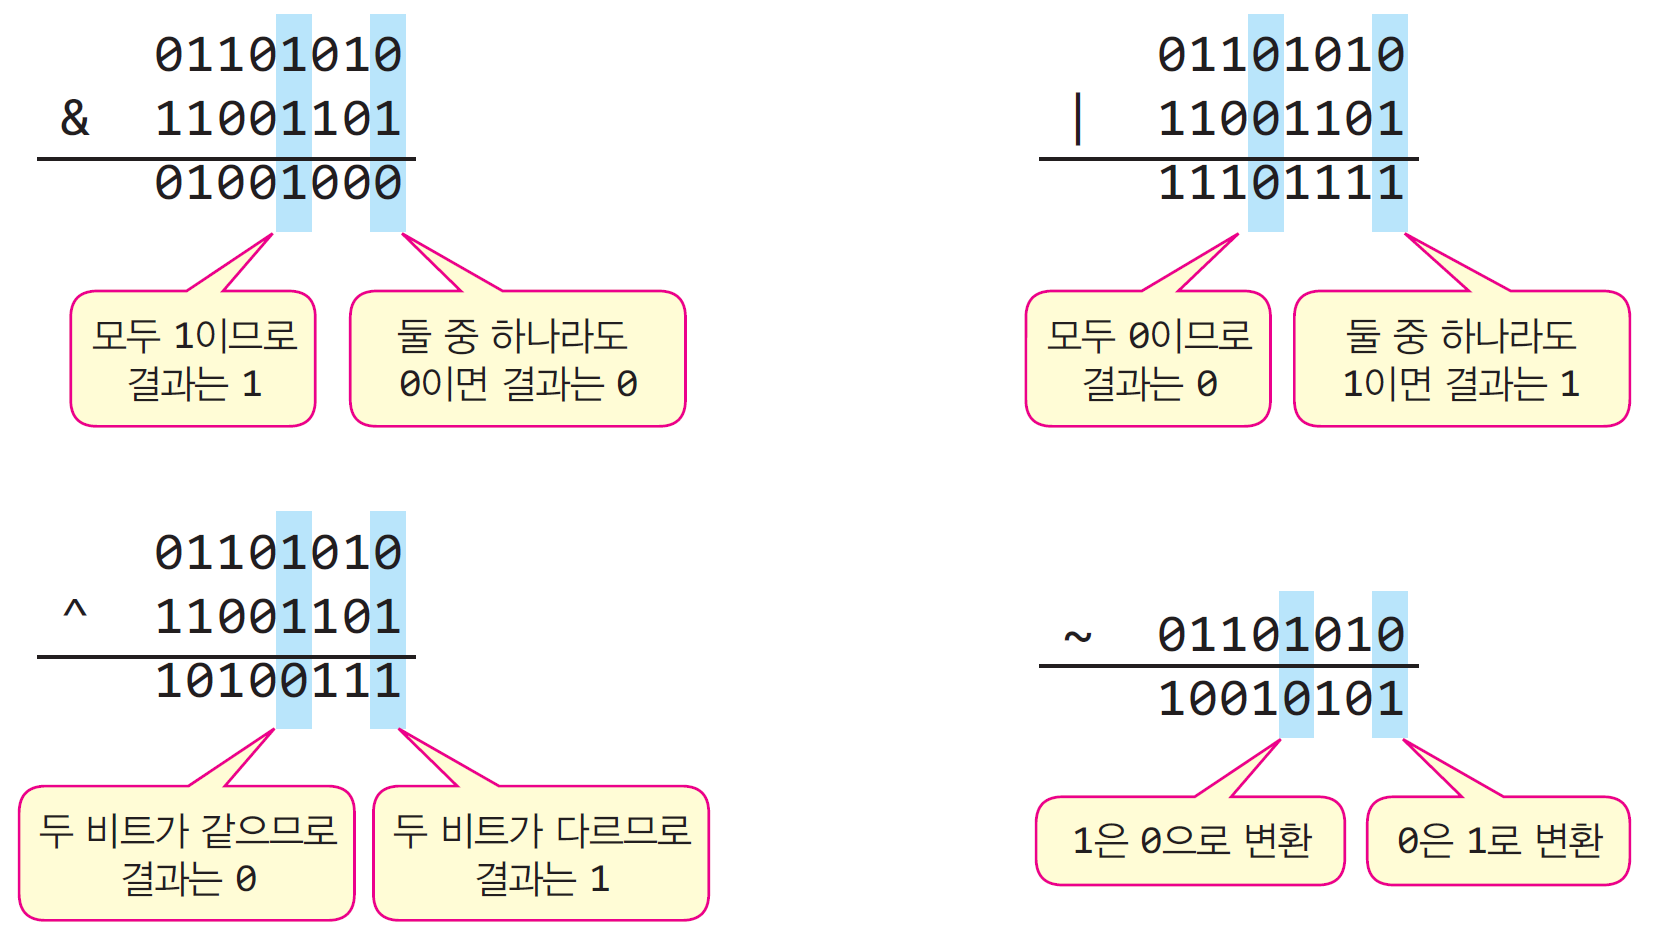 01101010
& 11001101
01001000
모두 1이므로
결과는 1
둘 중 하나라도
0이면 결과는 0
01101010
| 11001101
11101111
모두 0이므로
결과는 0
둘 중 하나라도
1이면 결과는 1
01101010
^ 11001101
10100111
두 비트가 같으므로
결과는 0
두 비트가 다르므로
결과는 1
~ 01101010
10010101
1은 0으로 변환
0은 1로 변환